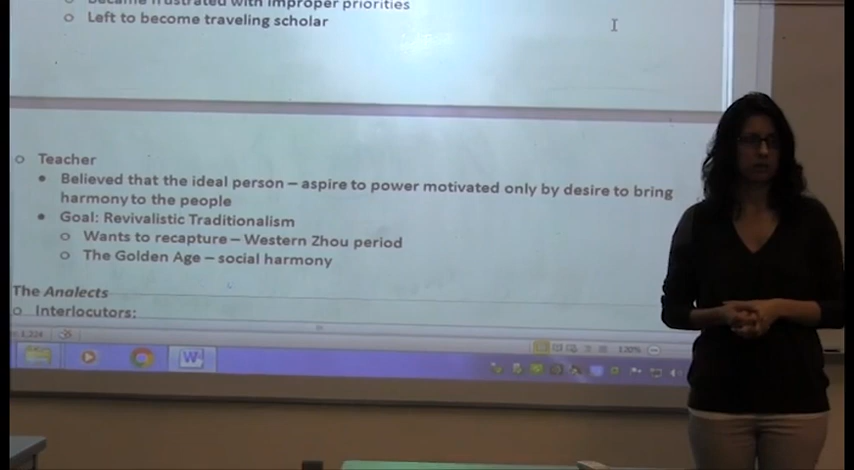 Became frustrated with improper priorities
o Left to become traveling scholar
o Teacher
• Believed that the ideal person – aspire to power motivated only by desire to bring
harmony to the people
• Goal: Revivalistic Traditionalism
o Wants to recapture – Western Zhou period
o The Golden Age – social harmony
The Analects
o Interlocutors:
120%
W